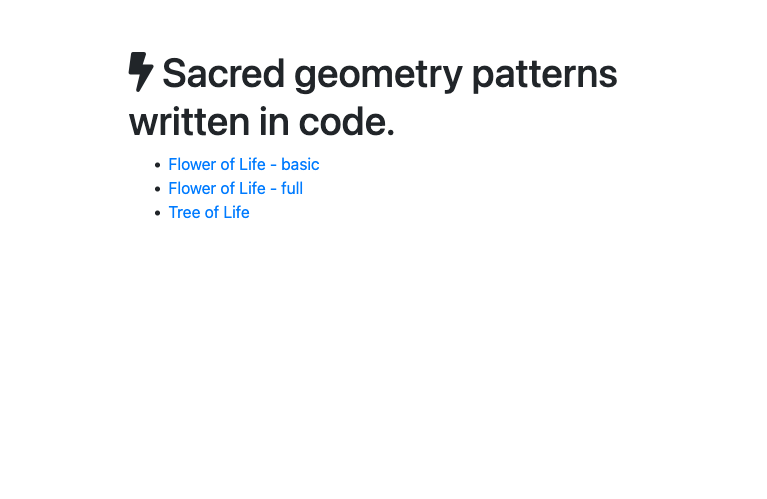 Sacred geometry patterns
written in code.
Flower of Life - basic
Flower of Life - full
Tree of Life